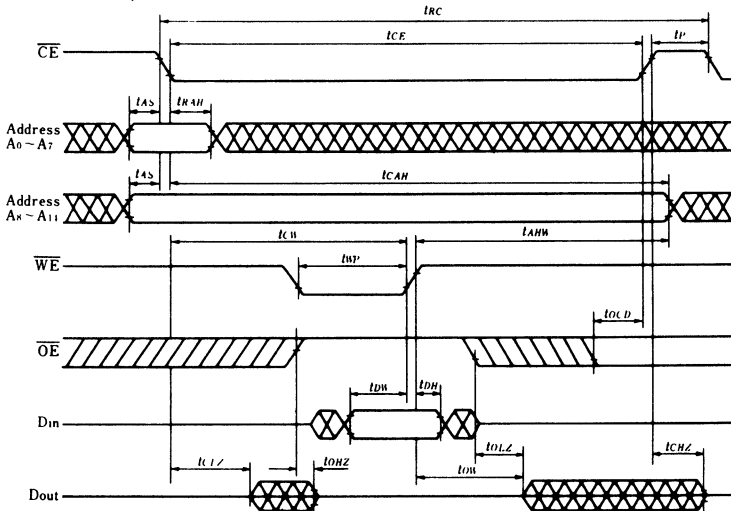 tRC
tCE
tP
CE
tAS
tRAH
Address
A0~A7
tAS
tCAH
Address
A8~A14
tCW
tAHW
WE
tWP
tOCD
OE
tDW
tDH
Din
tCLZ
tOHZ
tOLZ
tCHZ
tOW
Dout